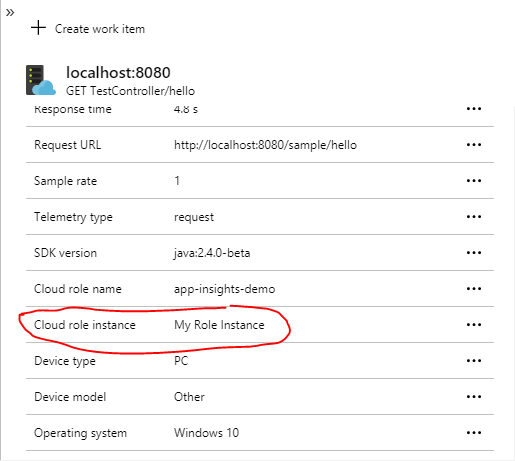 »
+ Create work item
localhost:8080
GET TestController/hello
Response time 4.8 s ...
Request URL http://localhost:8080/sample/hello ...
Sample rate 1 ...
Telemetry type request ...
SDK version java:2.4.0-beta ...
Cloud role name app-insights-demo ...
Cloud role instance My Role Instance ...
Device type PC ...
Device model Other ...
Operating system Windows 10 ...